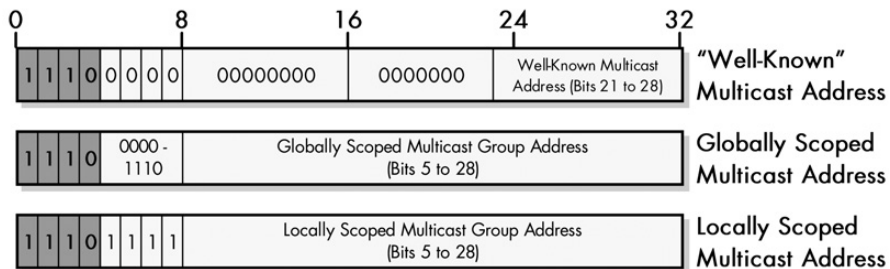 0 8 16 24 32
1 1 1 0 0 0 0 0 00000000 0000000 Well-Known Multicast
Address (Bits 21 to 28)
“Well-Known”
Multicast Address
1 1 1 0 0000 -
1110
Globally Scoped Multicast Group Address
(Bits 5 to 28)
Globally Scoped
Multicast Address
1 1 1 0 1 1 1 1 Locally Scoped Multicast Group Address
(Bits 5 to 28)
Locally Scoped
Multicast Address